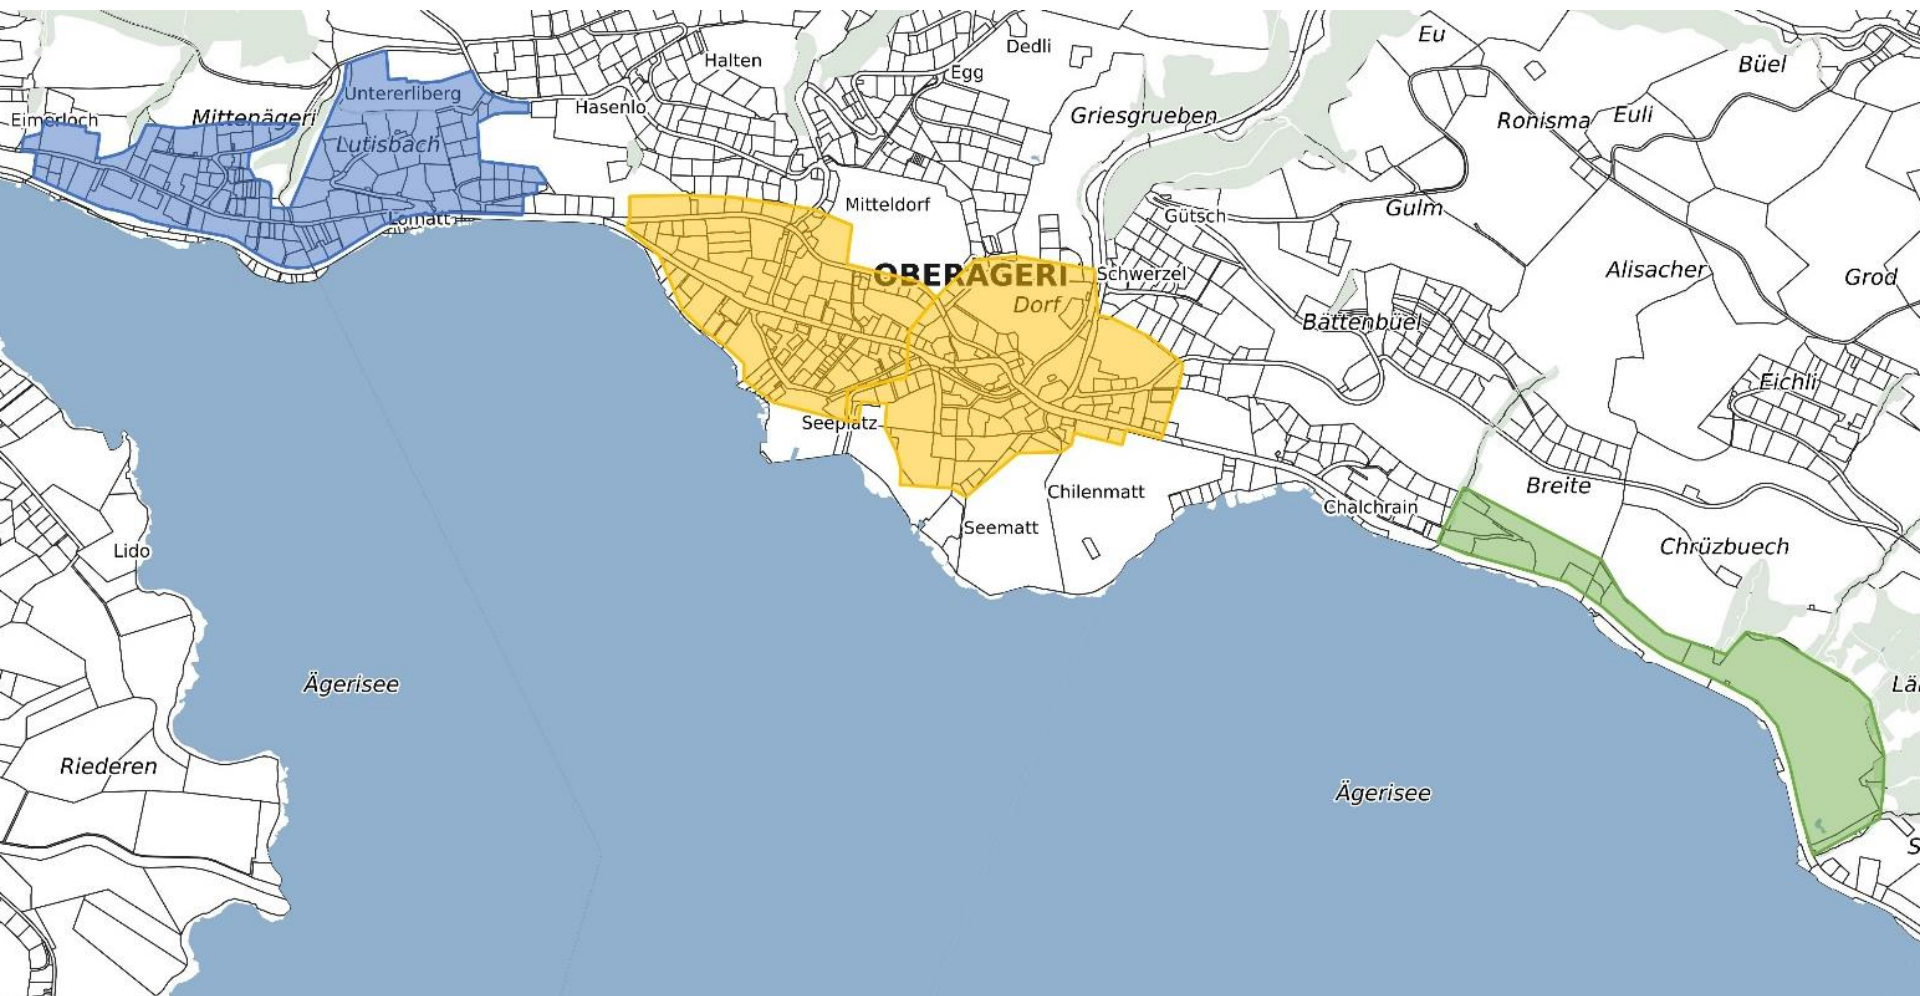 Eu
Dedli
Halten
Büel
Egg
Untererliberg
Hasenlo
Euli
Griesgrueben
Mittenägeri
Eimerloch
Ronisma
Lutisbach
Mitteldorf
Gulm
Gütsch
Lomatt
Alisacher
Schwerzel
OBERÄGERI
Grod
Dorf
Bättenbüel
Eichli
Seeplatz
Breite
Chilenmatt
Chalchrain
Seematt
Chrüzbuech
Lido
Ägerisee
Lä
Riederen
Ägerisee
S